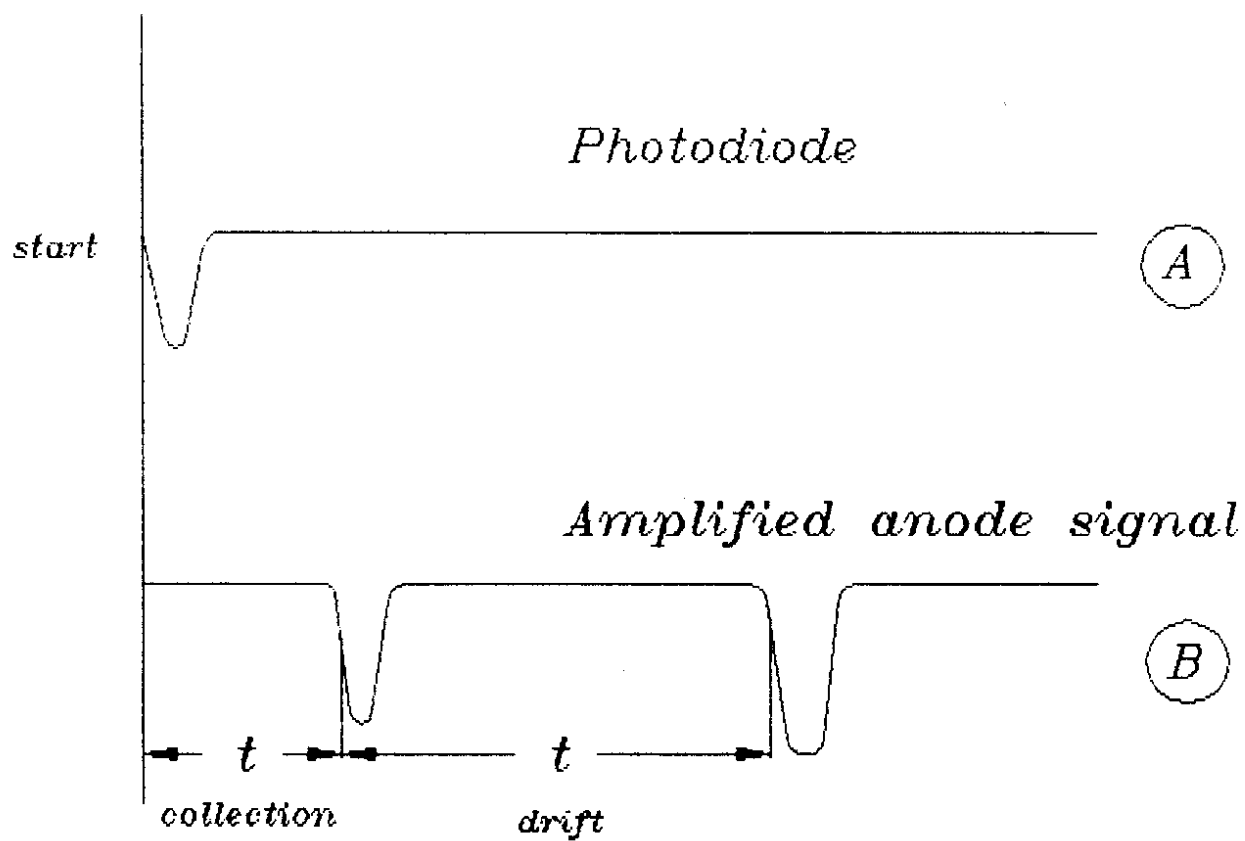 Photodiode
start
A
Amplified anode signal
B
t t
collection drift